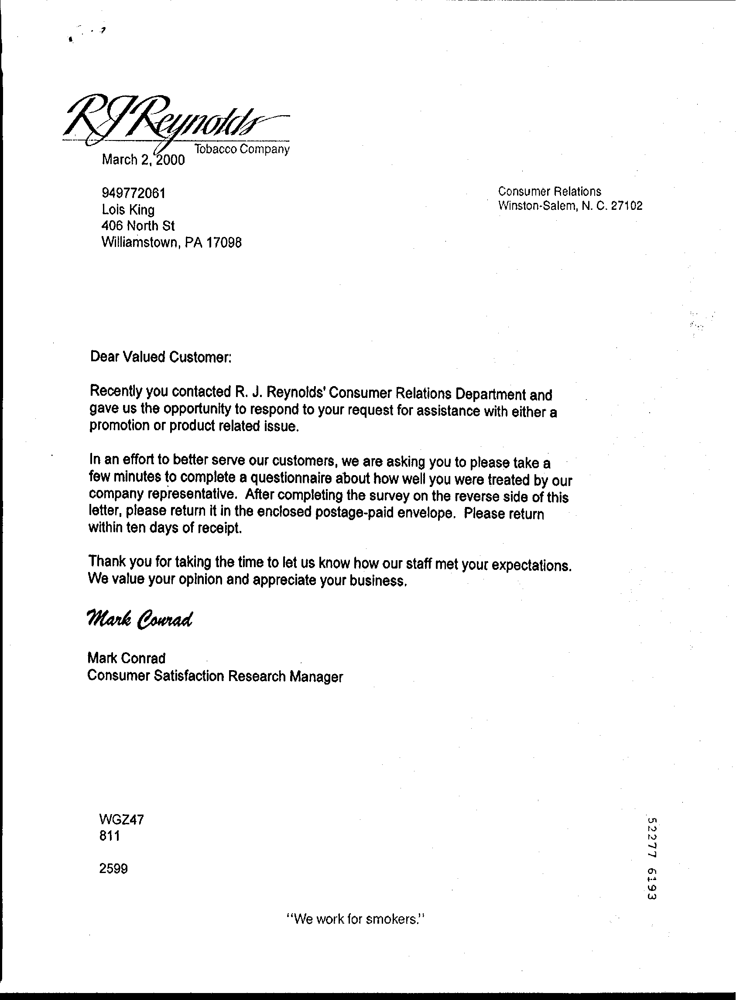 RJReynolds
Tobacco Company
March 2, 2000
949772061
Lois King
406 North St
Williamstown, PA 17098
Consumer Relations
Winston-Salem, N. C. 27102
Dear Valued Customer:
Recently you contacted R. J. Reynolds' Consumer Relations Department and
gave us the opportunity to respond to your request for assistance with either a
promotion or product related issue.
In an effort to better serve our customers, we are asking you to please take a
few minutes to complete a questionnaire about how well you were treated by our
company representative.  After completing the survey on the reverse side of this
letter, please return it in the enclosed postage-paid envelope.  Please return
within ten days of receipt.
Thank you for taking the time to let us know how our staff met your expectations.
We value your opinion and appreciate your business.
Mark Conrad
Mark Conrad
Consumer Satisfaction Research Manager
WGZ47
811
2599
52277 6193
"We work for smokers."